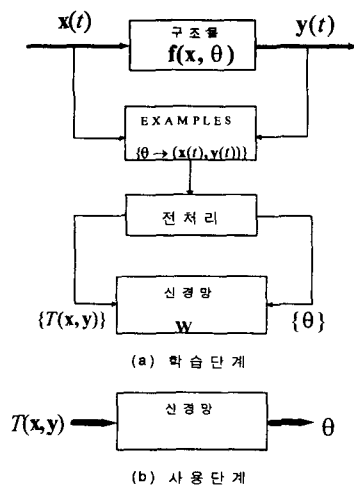 x(t)
구조물
y(t)
f(x, θ)
EXAMPLES
{θ → (x(t), y(t))}
전처리
신경망
{T(x, y)}
W
{θ}
(a) 학습단계
신경망
T(x,y)
θ
(b) 사용단계